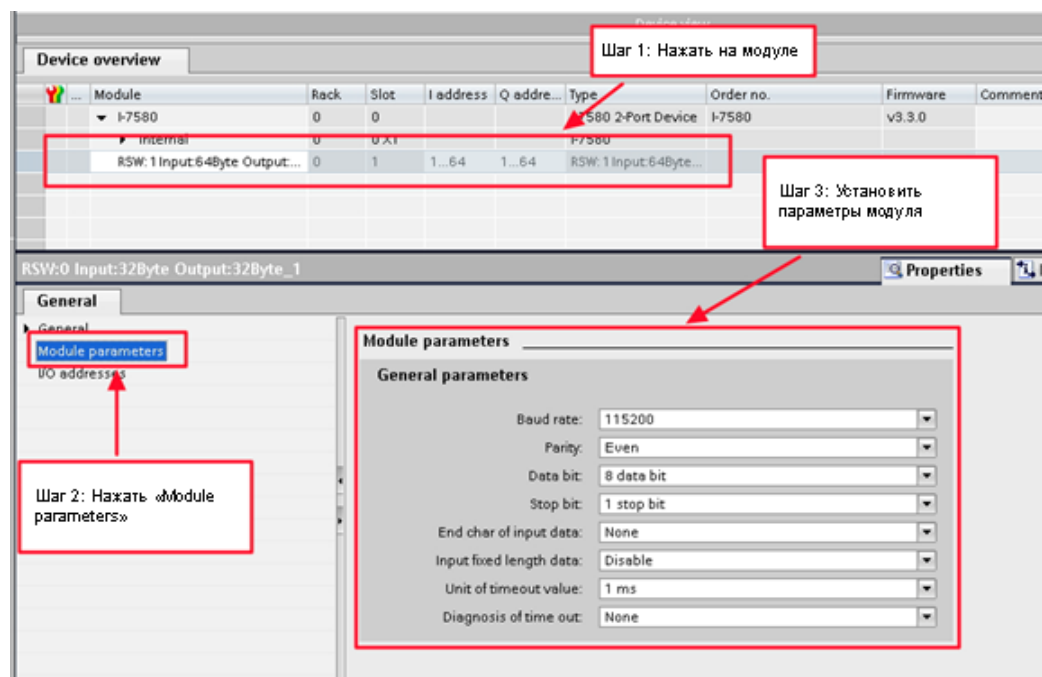 Device view
Шаг 1: Нажать на модуле
Device overview
... Module Rack Slot I address Q addre... Type Order no. Firmware Comment
I-7580 0 0 580 2-Port Device I-7580 v3.3.0
Internal 0 0 X1 I-7580
RSW: 1 Input:64Byte Output:... 0 1 1...64 1...64 RSW: 1 Input:64Byte...
Шаг 3: Установить
параметры модуля
RSW:0 Input:32Byte Output:32Byte_1
Properties
General
General
Module parameters
I/O addresses
Шаг 2: Нажать «Module
parameters»
Module parameters
General parameters
Baud rate: 115200
Parity: Even
Data bit: 8 data bit
Stop bit: 1 stop bit
End char of input data: None
Input fixed length data: Disable
Unit of timeout value: 1 ms
Diagnosis of time out: None